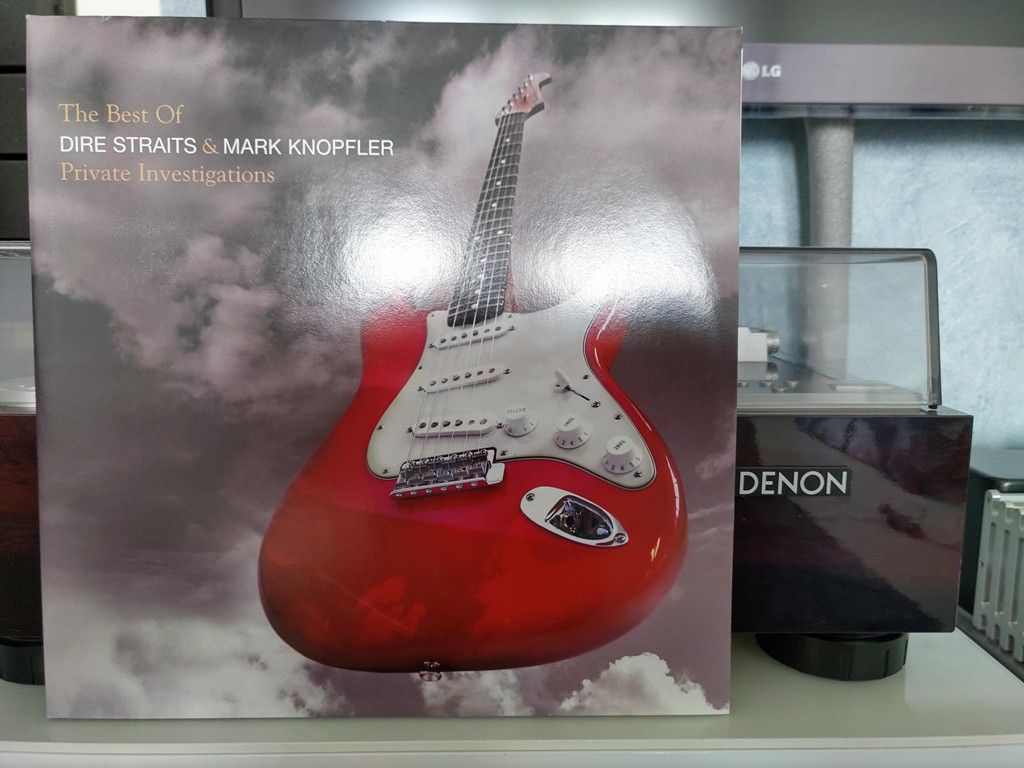 The Best Of
DIRE STRAITS & MARK KNOPFLER
Private Investigations
LG
DENON